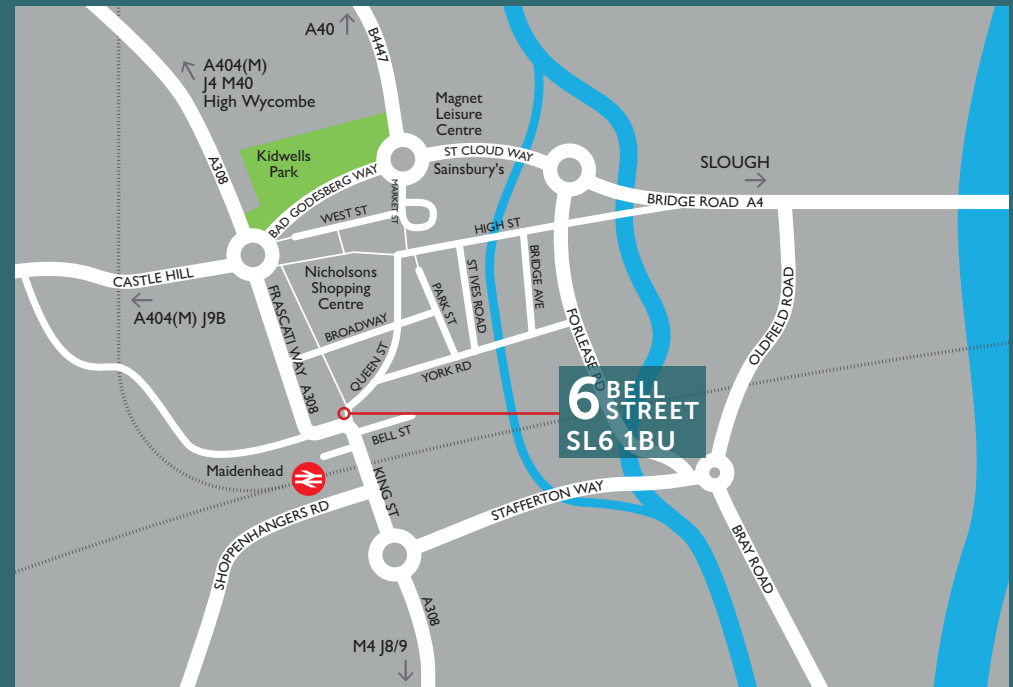 A40
B4447
A404(M)
J4 M40
High Wycombe
Magnet
Leisure
Centre
A308
Kidwells
Park
ST CLOUD WAY
Sainsbury's
SLOUGH
BAD GODESBERG WAY
MARKET ST
BRIDGE ROAD A4
WEST ST
HIGH ST
CASTLE HILL
A404(M) J9B
Nicholsons
Shopping
Centre
FRASCATI WAY A308
BROADWAY
PARK ST
ST IVES ROAD
BRIDGE AVE
OLDFIELD ROAD
FORLEASE RD
QUEEN ST
YORK RD
6 BELL
STREET
SL6 1BU
BELL ST
Maidenhead
KING ST
STAFFERTON WAY
SHOPPENHANGERS RD
BRAY ROAD
A308
M4 J8/9